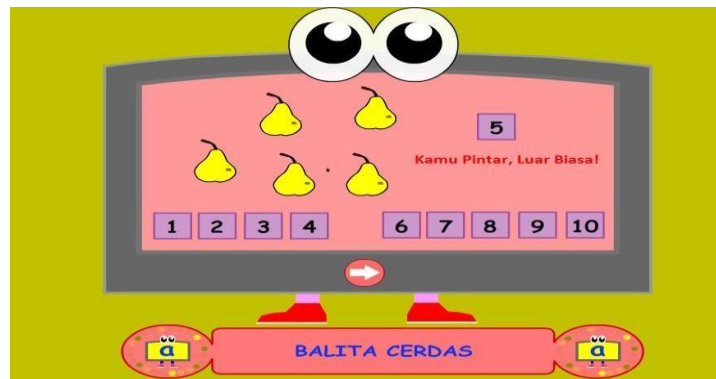 5
Kamu Pintar, Luar Biasa!
1 2 3 4 6 7 8 9 10
BALITA CERDAS
a a